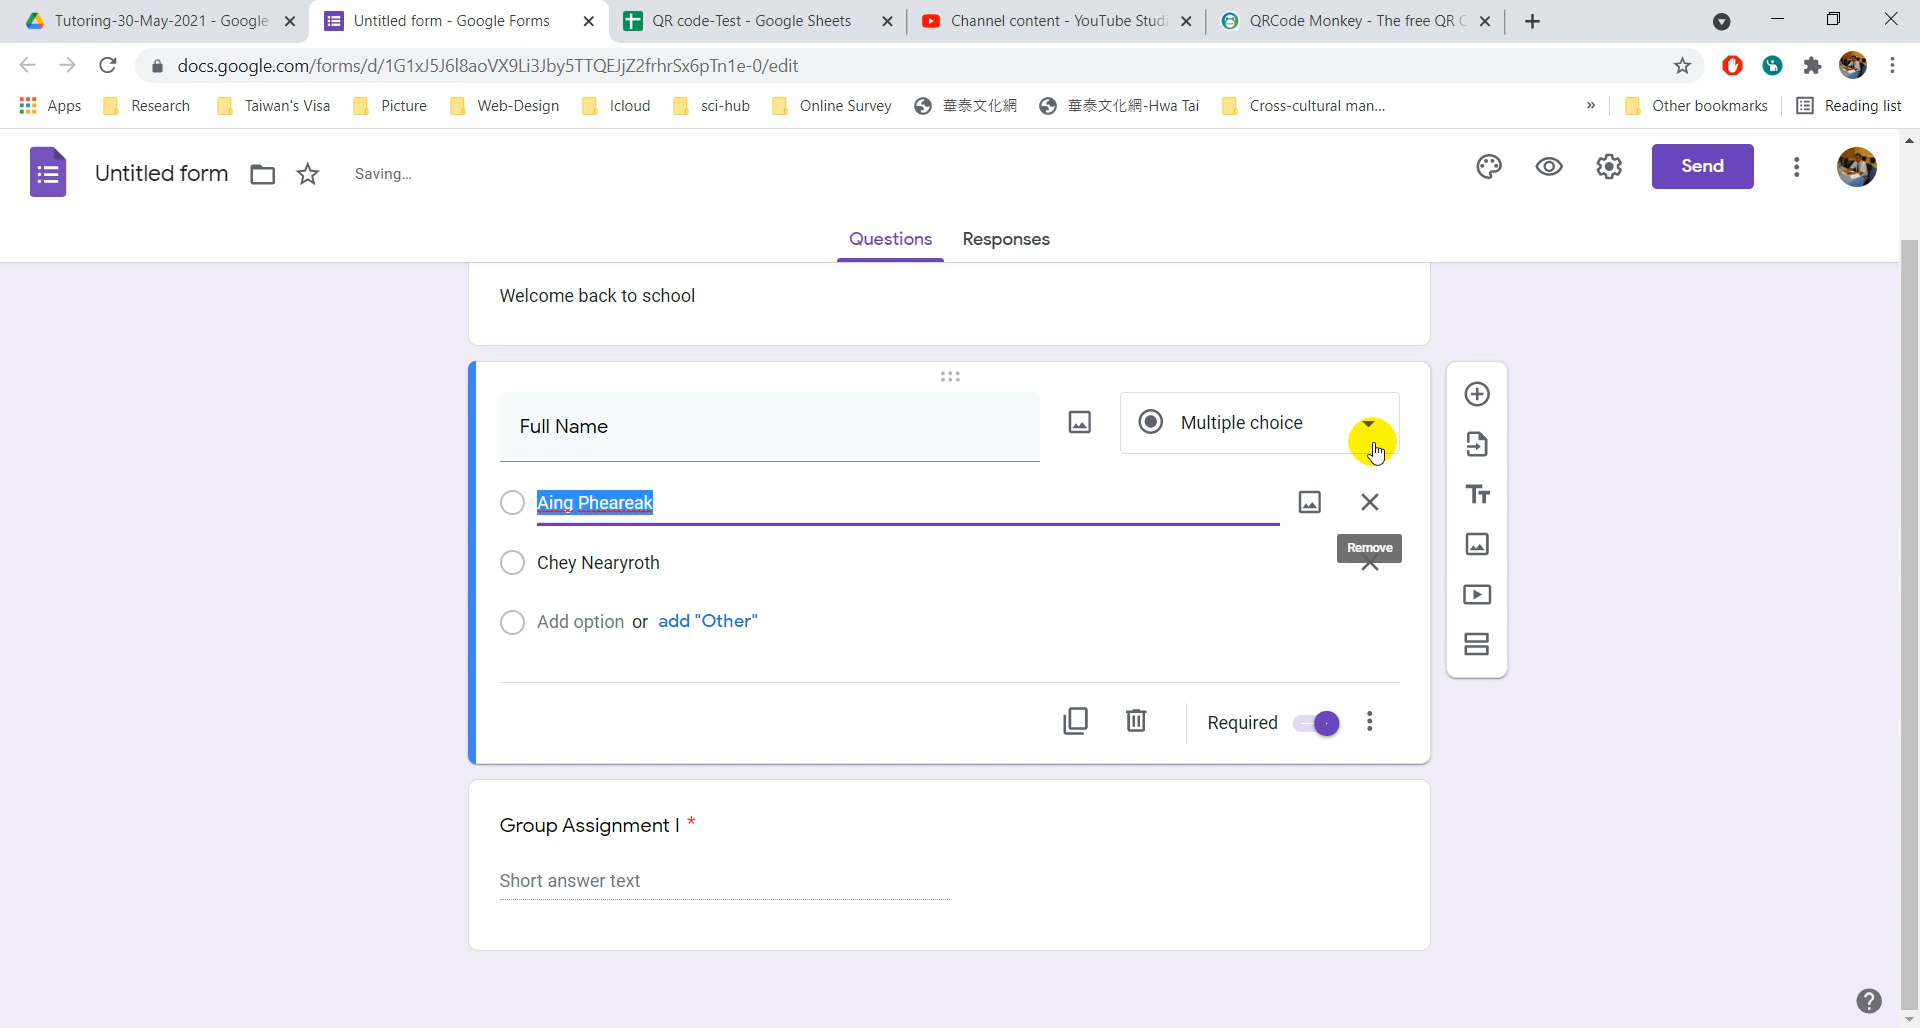 Tutoring-30-May-2021 - Google
Untitled form - Google Forms
QR code-Test - Google Sheets
Channel content - YouTube Studi
QRCode Monkey - The free QR C
docs.google.com/forms/d/1G1xJ5J6l8aoVX9Li3Jby5TTQEJjZ2frhrSx6pTn1e-0/edit
Apps
Research
Taiwan's Visa
Picture
Web-Design
Icloud
sci-hub
Online Survey
華泰文化網
華泰文化網-Hwa Tai
Cross-cultural man...
»
Other bookmarks
Reading list
Untitled form
Saving...
Send
Questions
Responses
Welcome back to school
Full Name
Multiple choice
Aing Pheareak
Remove
Chey Nearyroth
Add option or add "Other"
Required
Group Assignment I *
Short answer text